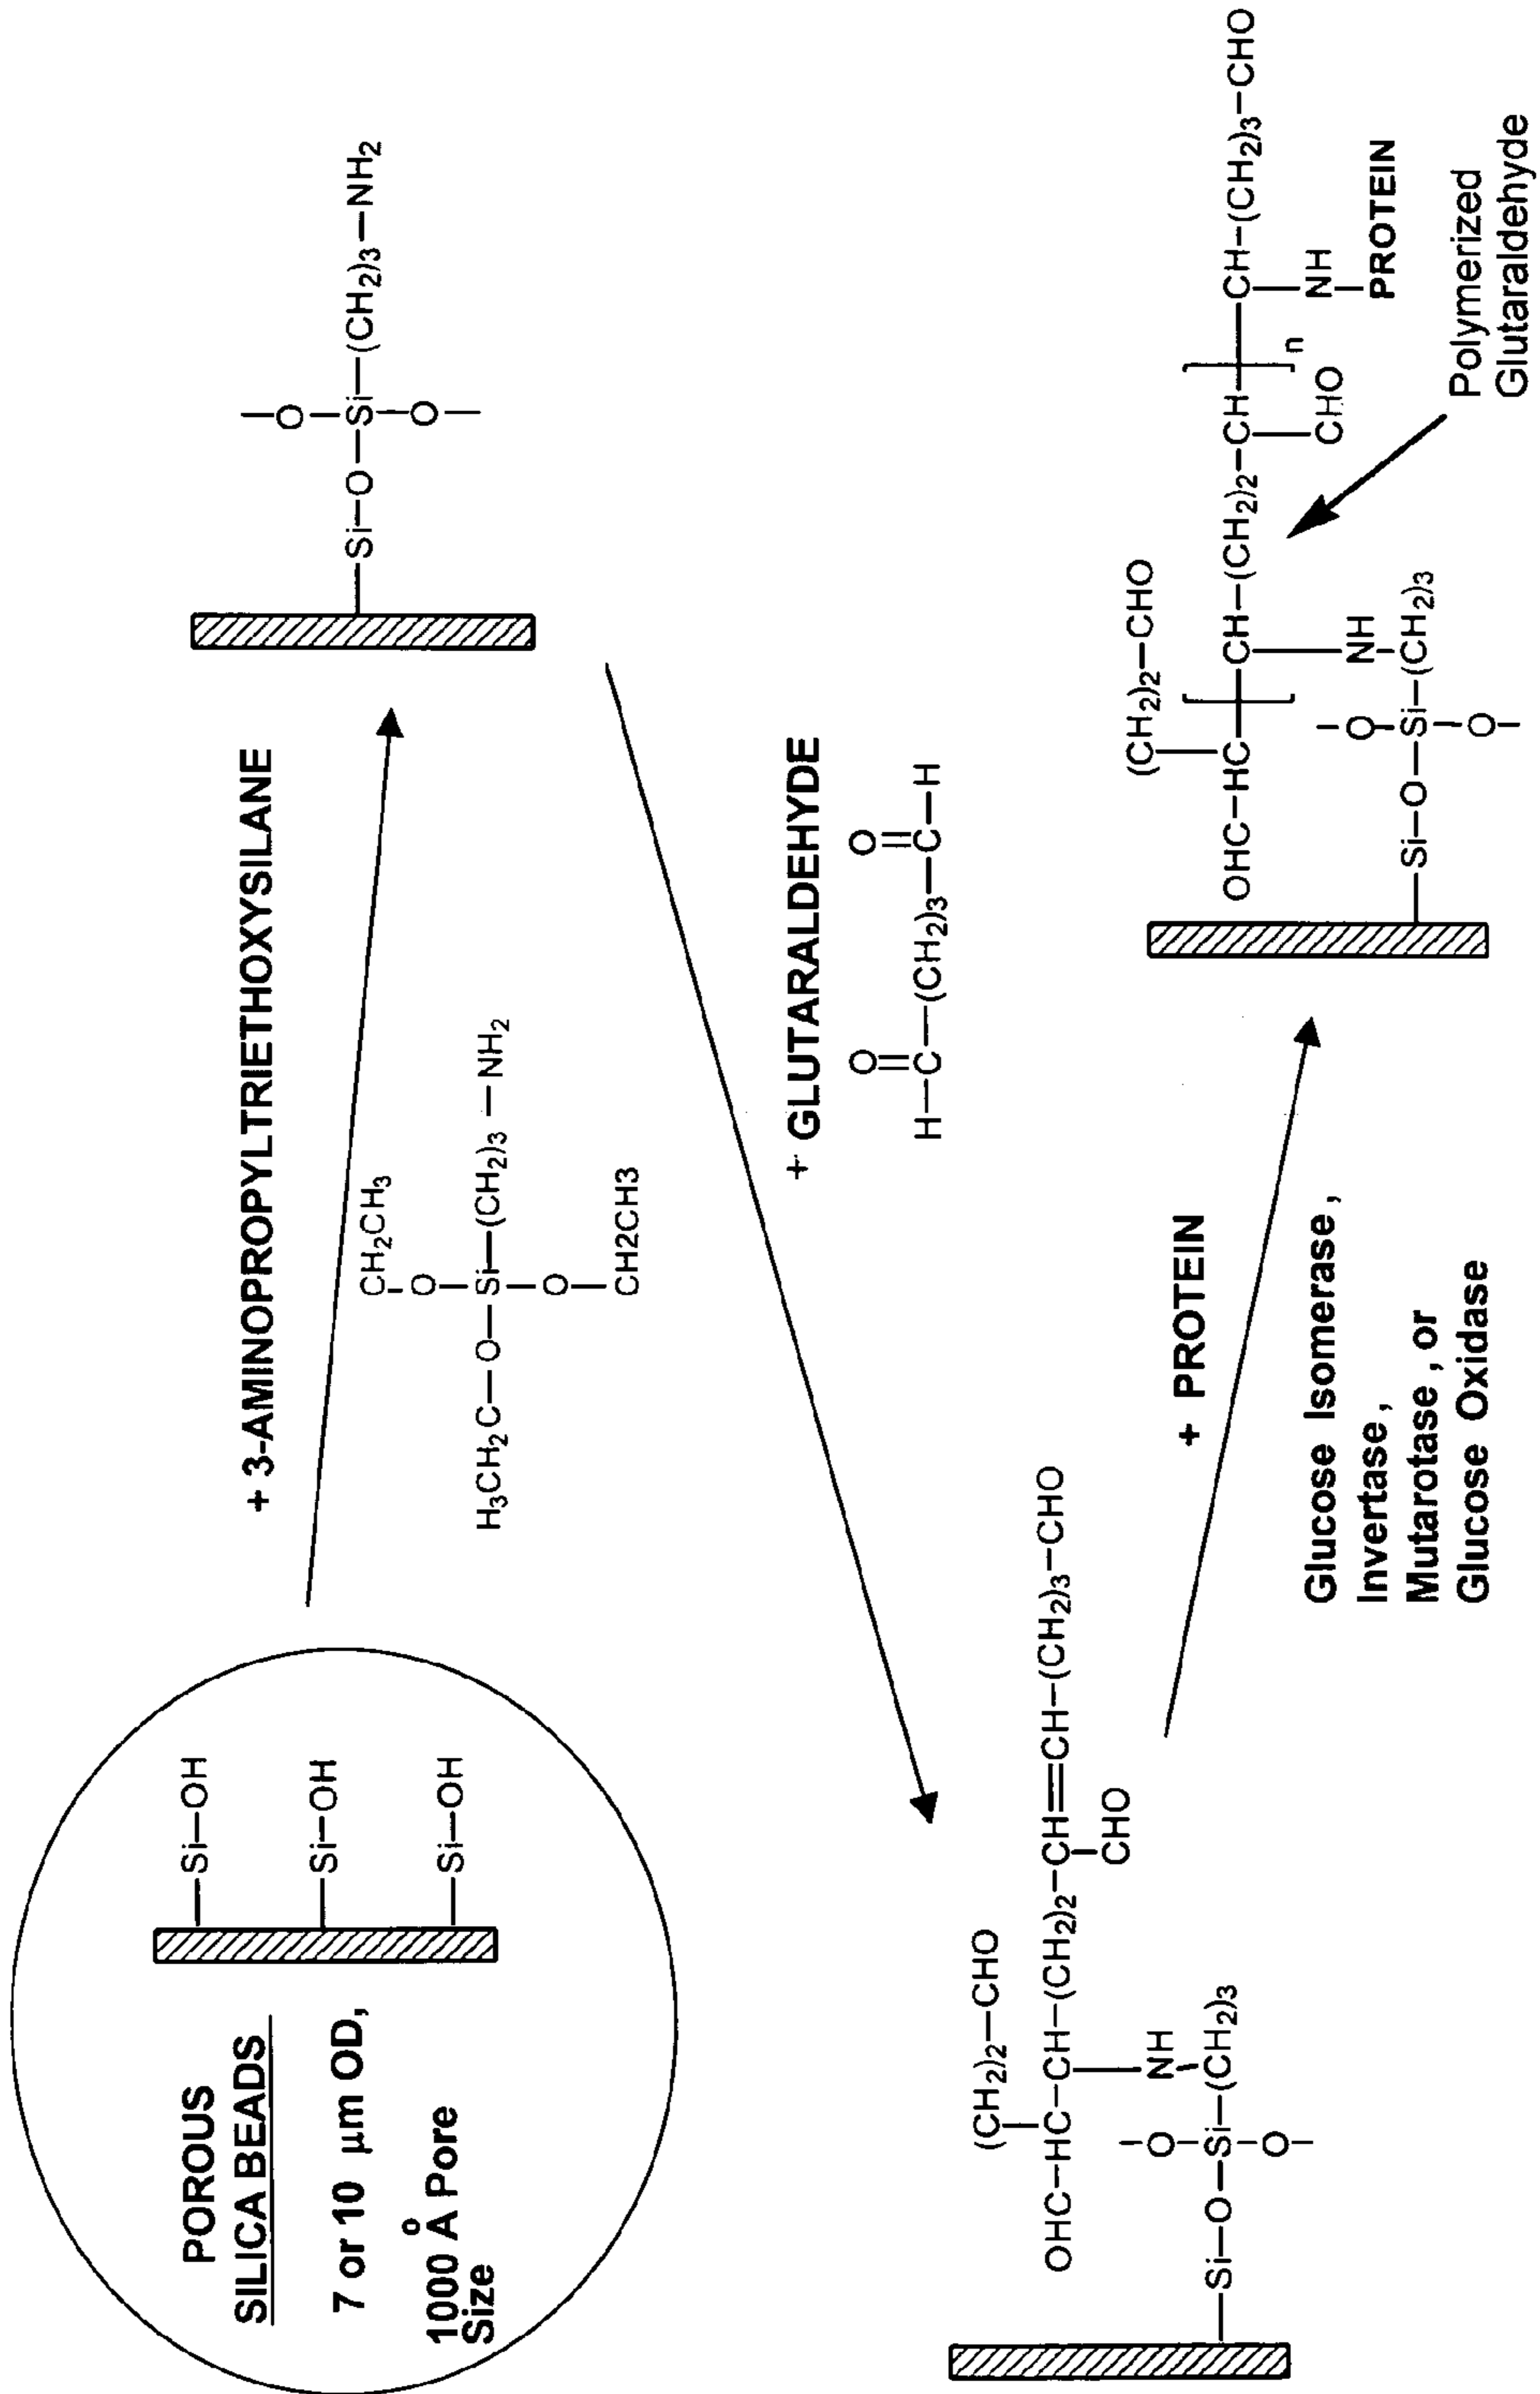 POROUS
SILICA BEADS
7 or 10 μm OD,
1000 Å Pore
Size
Si—OH
Si—OH
Si—OH
+ 3-AMINOPROPYLTRIETHOXYSILANE
CH2CH3
O
H3CH2C—O—Si—(CH2)3—NH2
O
CH2CH3
O
Si—O—Si—(CH2)3—NH2
O
+ GLUTARALDEHYDE
O O
H—C—(CH2)3—C—H
(CH2)2—CHO
OHC—HC—CH—(CH2)2—CH=CH—(CH2)3—CHO
CHO
NH
O
Si—O—Si—(CH2)3
O
+ PROTEIN
Glucose Isomerase,
Invertase,
Mutarotase, or
Glucose Oxidase
(CH2)2—CHO
OHC—HC—CH—(CH2)2—CH—CH—(CH2)3—CHO
n
CHO
NH
NH
PROTEIN
O
Si—O—Si—(CH2)3
O
Polymerized
Glutaraldehyde